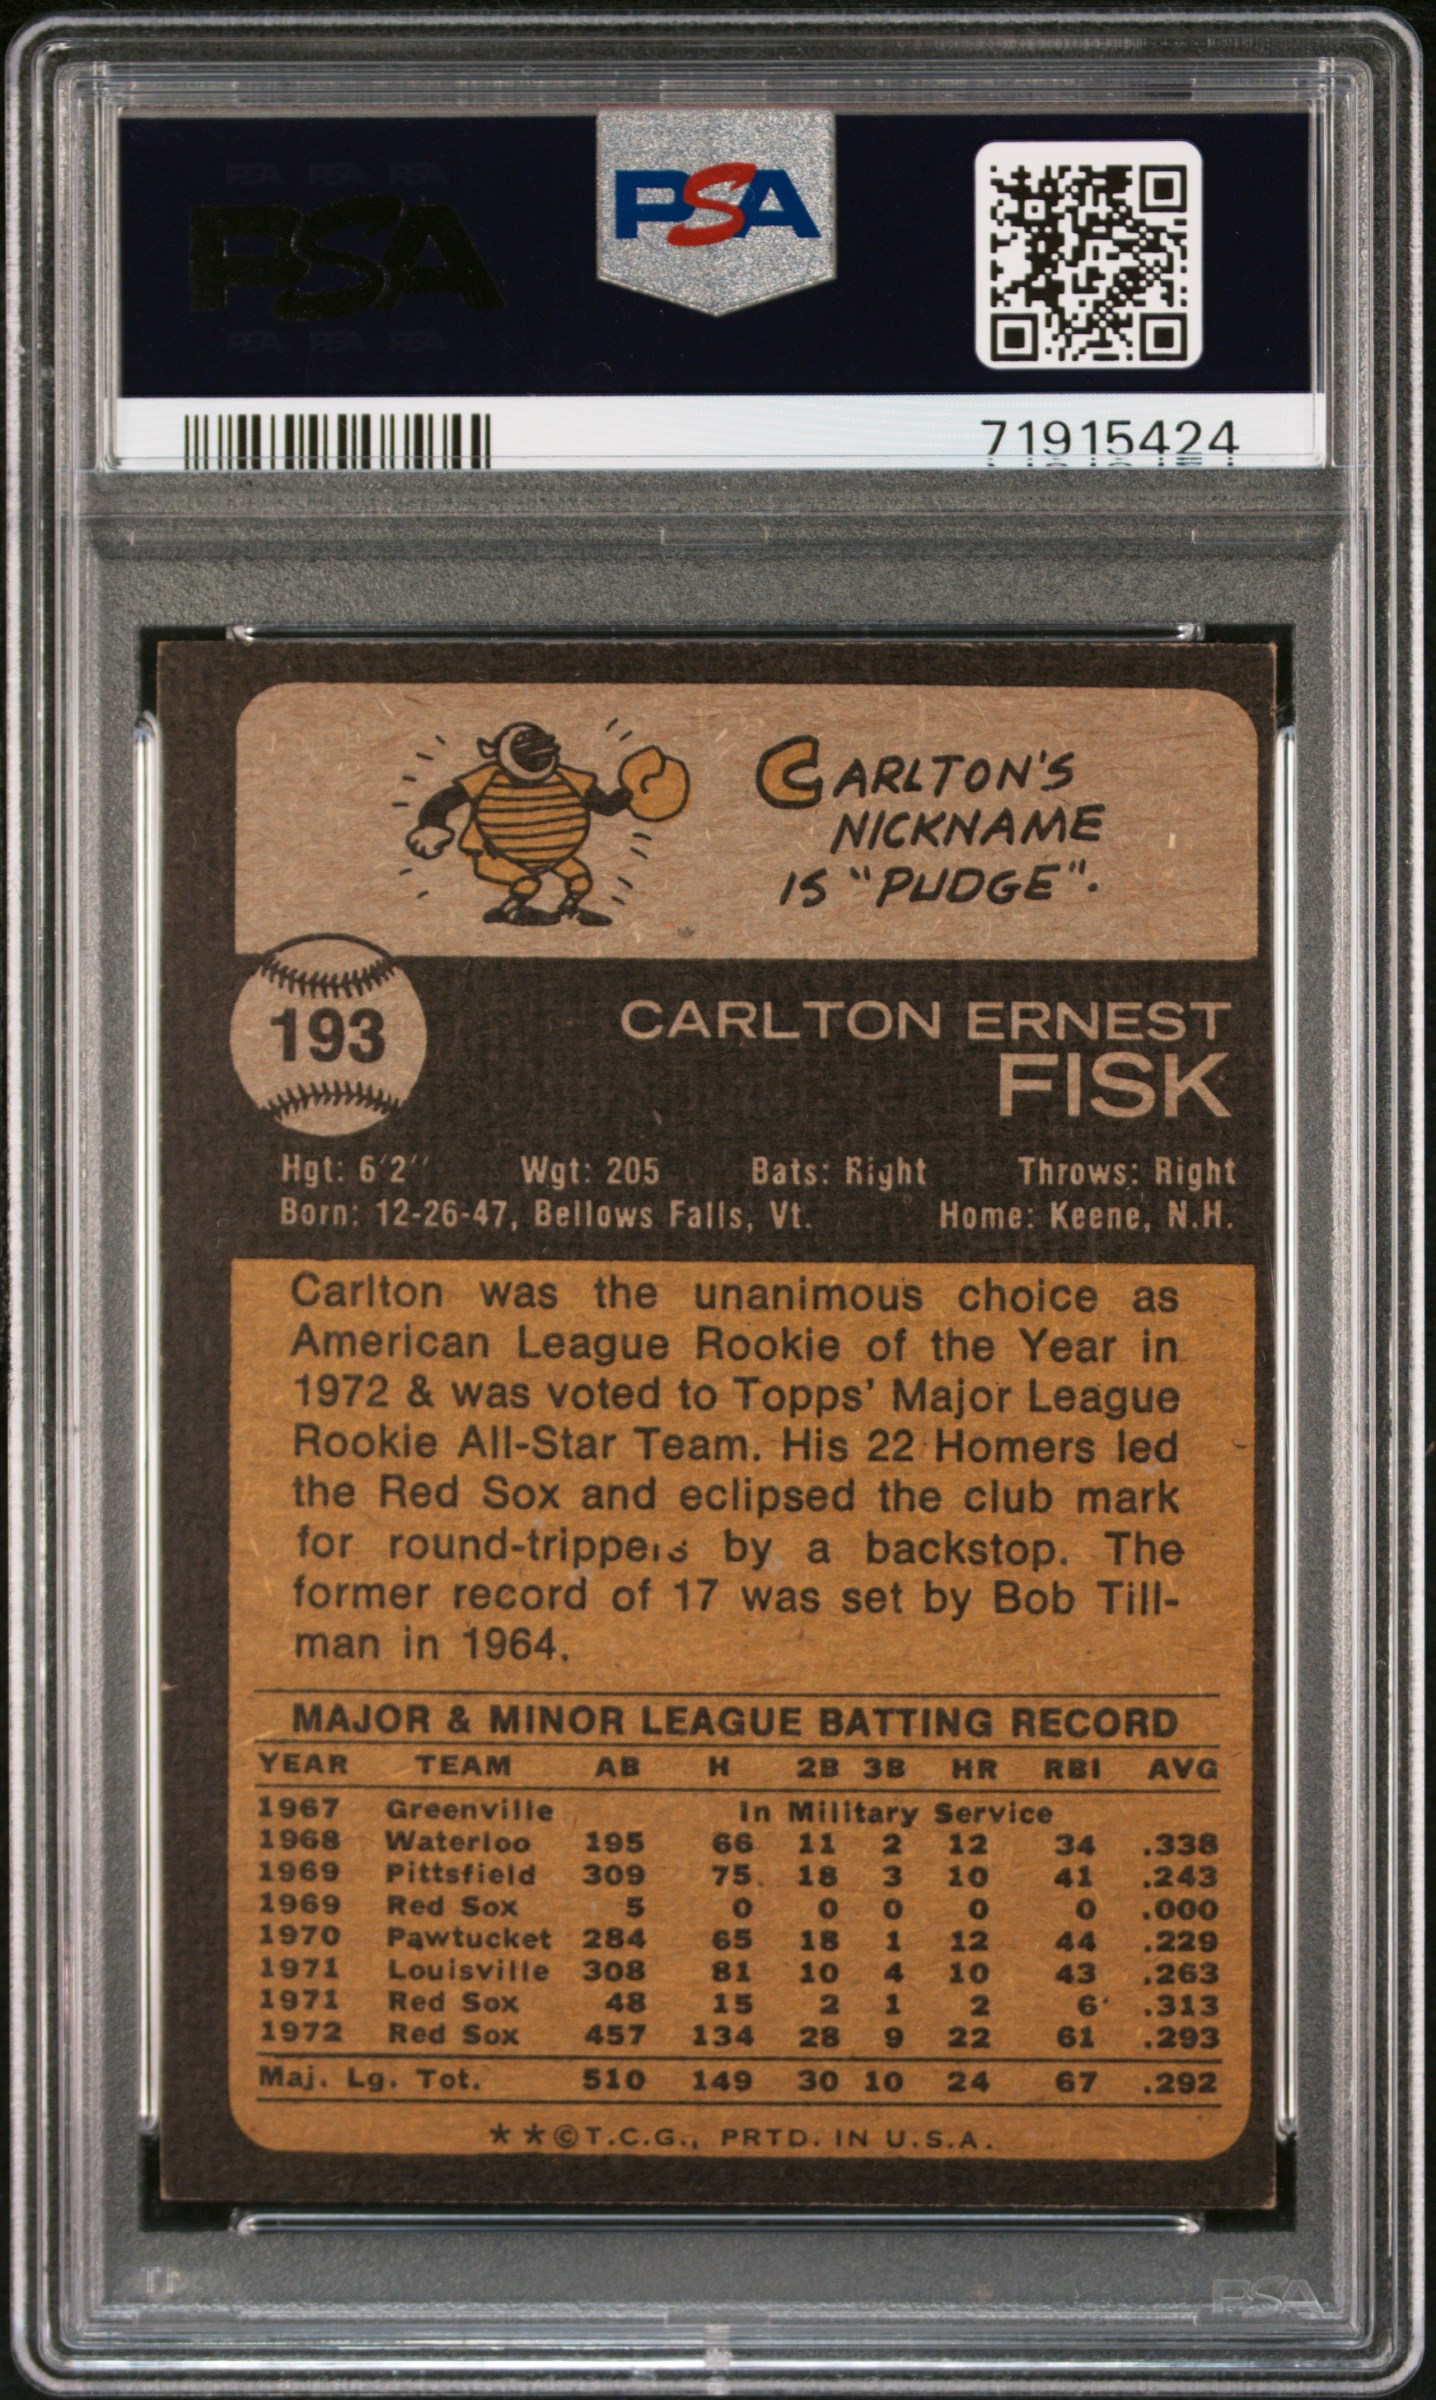 PSA PSA PSA
PSA
PSA PSA PSA
PSA
71915424
CARLTON'S
NICKNAME
IS "PUDGE".
193
CARLTON ERNEST
FISK
Hgt: 6'2'' Wgt: 205 Bats: Right Throws: Right
Born: 12-26-47, Bellows Falls, Vt. Home: Keene, N.H.
Carlton was the unanimous choice as
American League Rookie of the Year in
1972 & was voted to Topps' Major League
Rookie All-Star Team. His 22 Homers led
the Red Sox and eclipsed the club mark
for round-trippers by a backstop. The
former record of 17 was set by Bob Till-
man in 1964.
MAJOR & MINOR LEAGUE BATTING RECORD
YEAR TEAM AB H 2B 3B HR RBI AVG
1967 Greenville In Military Service
1968 Waterloo 195 66 11 2 12 34 .338
1969 Pittsfield 309 75 18 3 10 41 .243
1969 Red Sox 5 0 0 0 0 0 .000
1970 Pawtucket 284 65 18 1 12 44 .229
1971 Louisville 308 81 10 4 10 43 .263
1971 Red Sox 48 15 2 1 2 6 .313
1972 Red Sox 457 134 28 9 22 61 .293
Maj. Lg. Tot. 510 149 30 10 24 67 .292
**©T.C.G., PRTD. IN U.S.A.
PSA